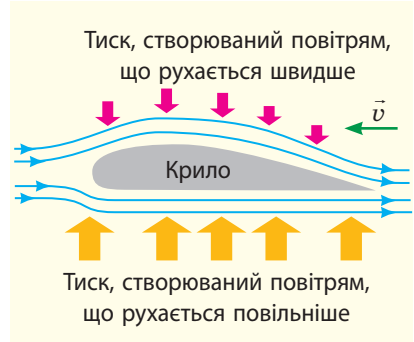 Тиск, створюваний повітрям,
що рухається швидше
v
Крило
Тиск, створюваний повітрям,
що рухається повільніше